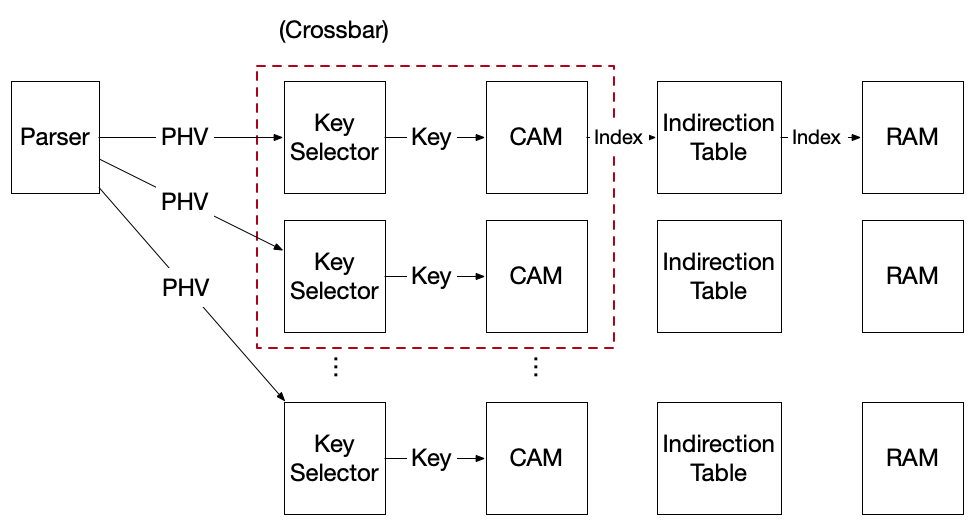 (Crossbar)
Parser
PHV
Key
Selector
Key
CAM
Index
Indirection
Table
Index
RAM
PHV
Key
Selector
Key
CAM
Indirection
Table
RAM
PHV
⋮
⋮
Key
Selector
Key
CAM
Indirection
Table
RAM